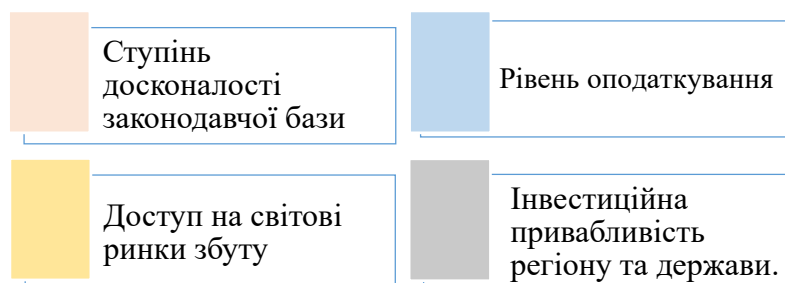 Ступінь
досконалості
законодавчої бази
Рівень оподаткування
Доступ на світові
ринки збуту
Інвестиційна
привабливість
регіону та держави.